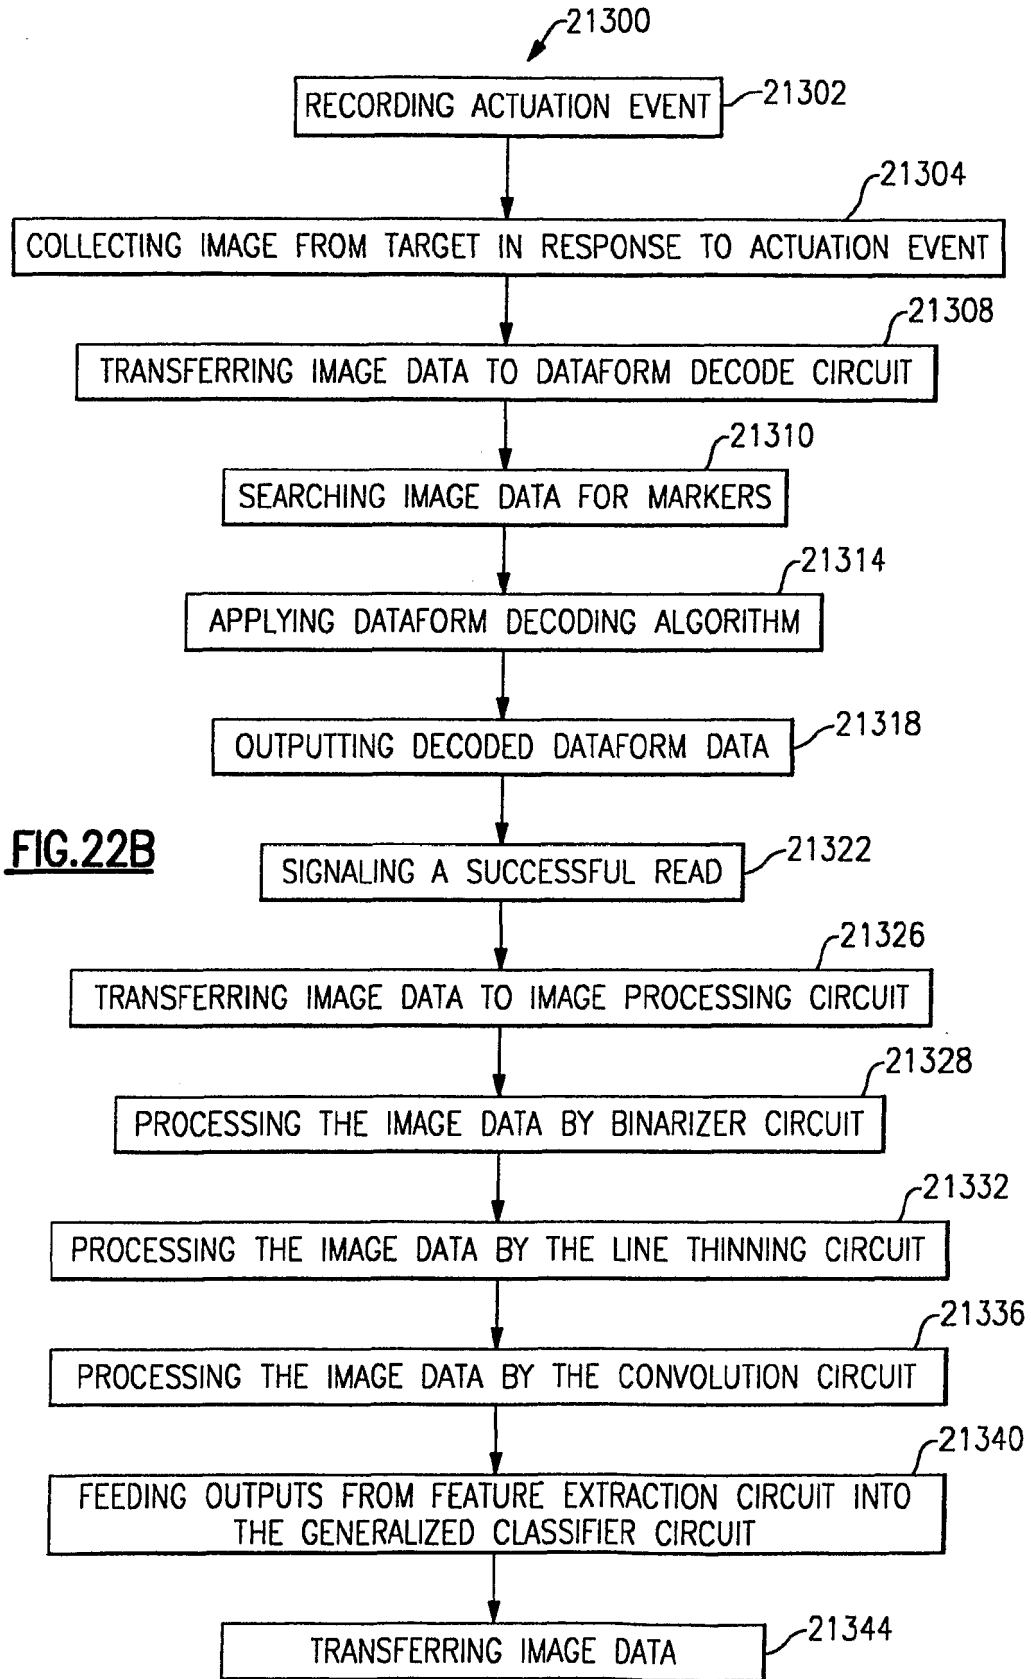 21300
RECORDING ACTUATION EVENT
21302
21304
COLLECTING IMAGE FROM TARGET IN RESPONSE TO ACTUATION EVENT
21308
TRANSFERRING IMAGE DATA TO DATAFORM DECODE CIRCUIT
21310
SEARCHING IMAGE DATA FOR MARKERS
21314
APPLYING DATAFORM DECODING ALGORITHM
21318
OUTPUTTING DECODED DATAFORM DATA
FIG.22B
21322
SIGNALING A SUCCESSFUL READ
21326
TRANSFERRING IMAGE DATA TO IMAGE PROCESSING CIRCUIT
21328
PROCESSING THE IMAGE DATA BY BINARIZER CIRCUIT
21332
PROCESSING THE IMAGE DATA BY THE LINE THINNING CIRCUIT
21336
PROCESSING THE IMAGE DATA BY THE CONVOLUTION CIRCUIT
21340
FEEDING OUTPUTS FROM FEATURE EXTRACTION CIRCUIT INTO
THE GENERALIZED CLASSIFIER CIRCUIT
21344
TRANSFERRING IMAGE DATA